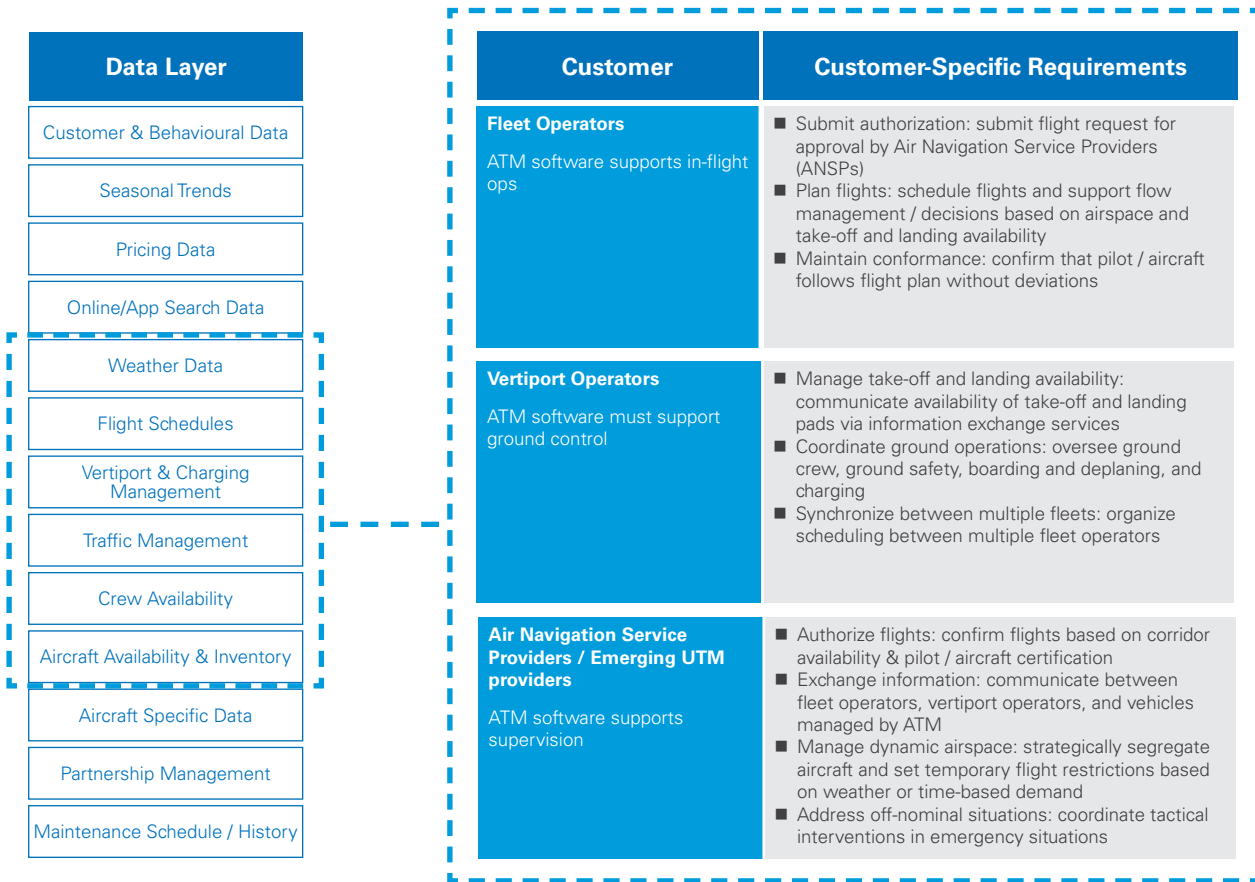 Data Layer
Customer & Behavioural Data
Seasonal Trends
Pricing Data
Online/App Search Data
Weather Data
Flight Schedules
Vertiport & Charging
Management
Traffic Management
Crew Availability
Aircraft Availability & Inventory
Aircraft Specific Data
Partnership Management
Maintenance Schedule / History
Customer
Customer-Specific Requirements
Fleet Operators
ATM software supports in-flight
ops
■ Submit authorization: submit flight request for
approval by Air Navigation Service Providers
(ANSPs)
■ Plan flights: schedule flights and support flow
management / decisions based on airspace and
take-off and landing availability
■ Maintain conformance: confirm that pilot / aircraft
follows flight plan without deviations
Vertiport Operators
ATM software must support
ground control
■ Manage take-off and landing availability:
communicate availability of take-off and landing
pads via information exchange services
■ Coordinate ground operations: oversee ground
crew, ground safety, boarding and deplaning, and
charging
■ Synchronize between multiple fleets: organize
scheduling between multiple fleet operators
Air Navigation Service
Providers / Emerging UTM
providers
ATM software supports
supervision
■ Authorize flights: confirm flights based on corridor
availability & pilot / aircraft certification
■ Exchange information: communicate between
fleet operators, vertiport operators, and vehicles
managed by ATM
■ Manage dynamic airspace: strategically segregate
aircraft and set temporary flight restrictions based
on weather or time-based demand
■ Address off-nominal situations: coordinate tactical
interventions in emergency situations